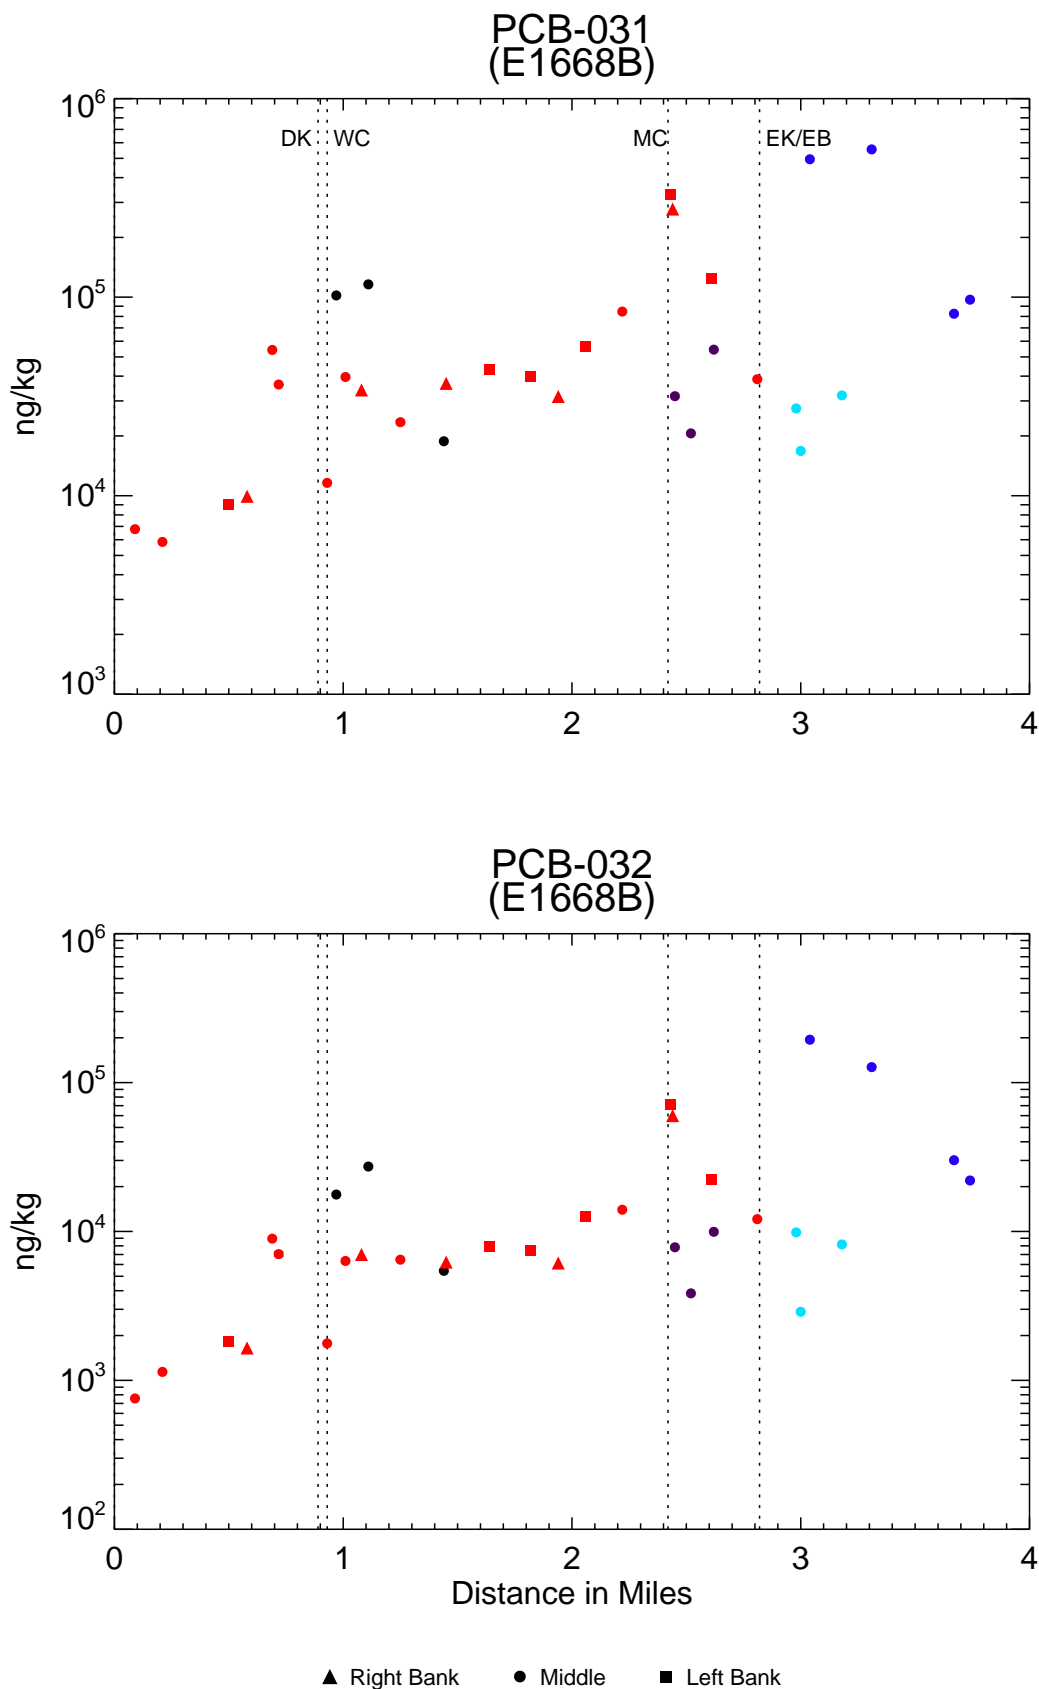 PCB-031
(E1668B)
10^6
DK WC MC EK/EB
10^5
ng/kg
10^4
10^3
0 1 2 3 4
PCB-032
(E1668B)
10^6
10^5
ng/kg
10^4
10^3
10^2
0 1 2 3 4
Distance in Miles
Right Bank Middle Left Bank